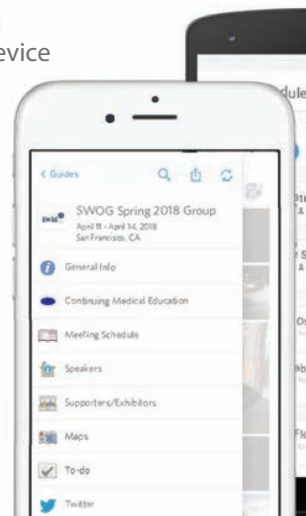 evice
dule
< Guides
swog
SWOG Spring 2018 Group
April 11 - April 14, 2018
San Francisco, CA
General Info
Continuing Medical Education
Meeting Schedule
Speakers
Supporters/Exhibitors
Maps
To-do
Twitter